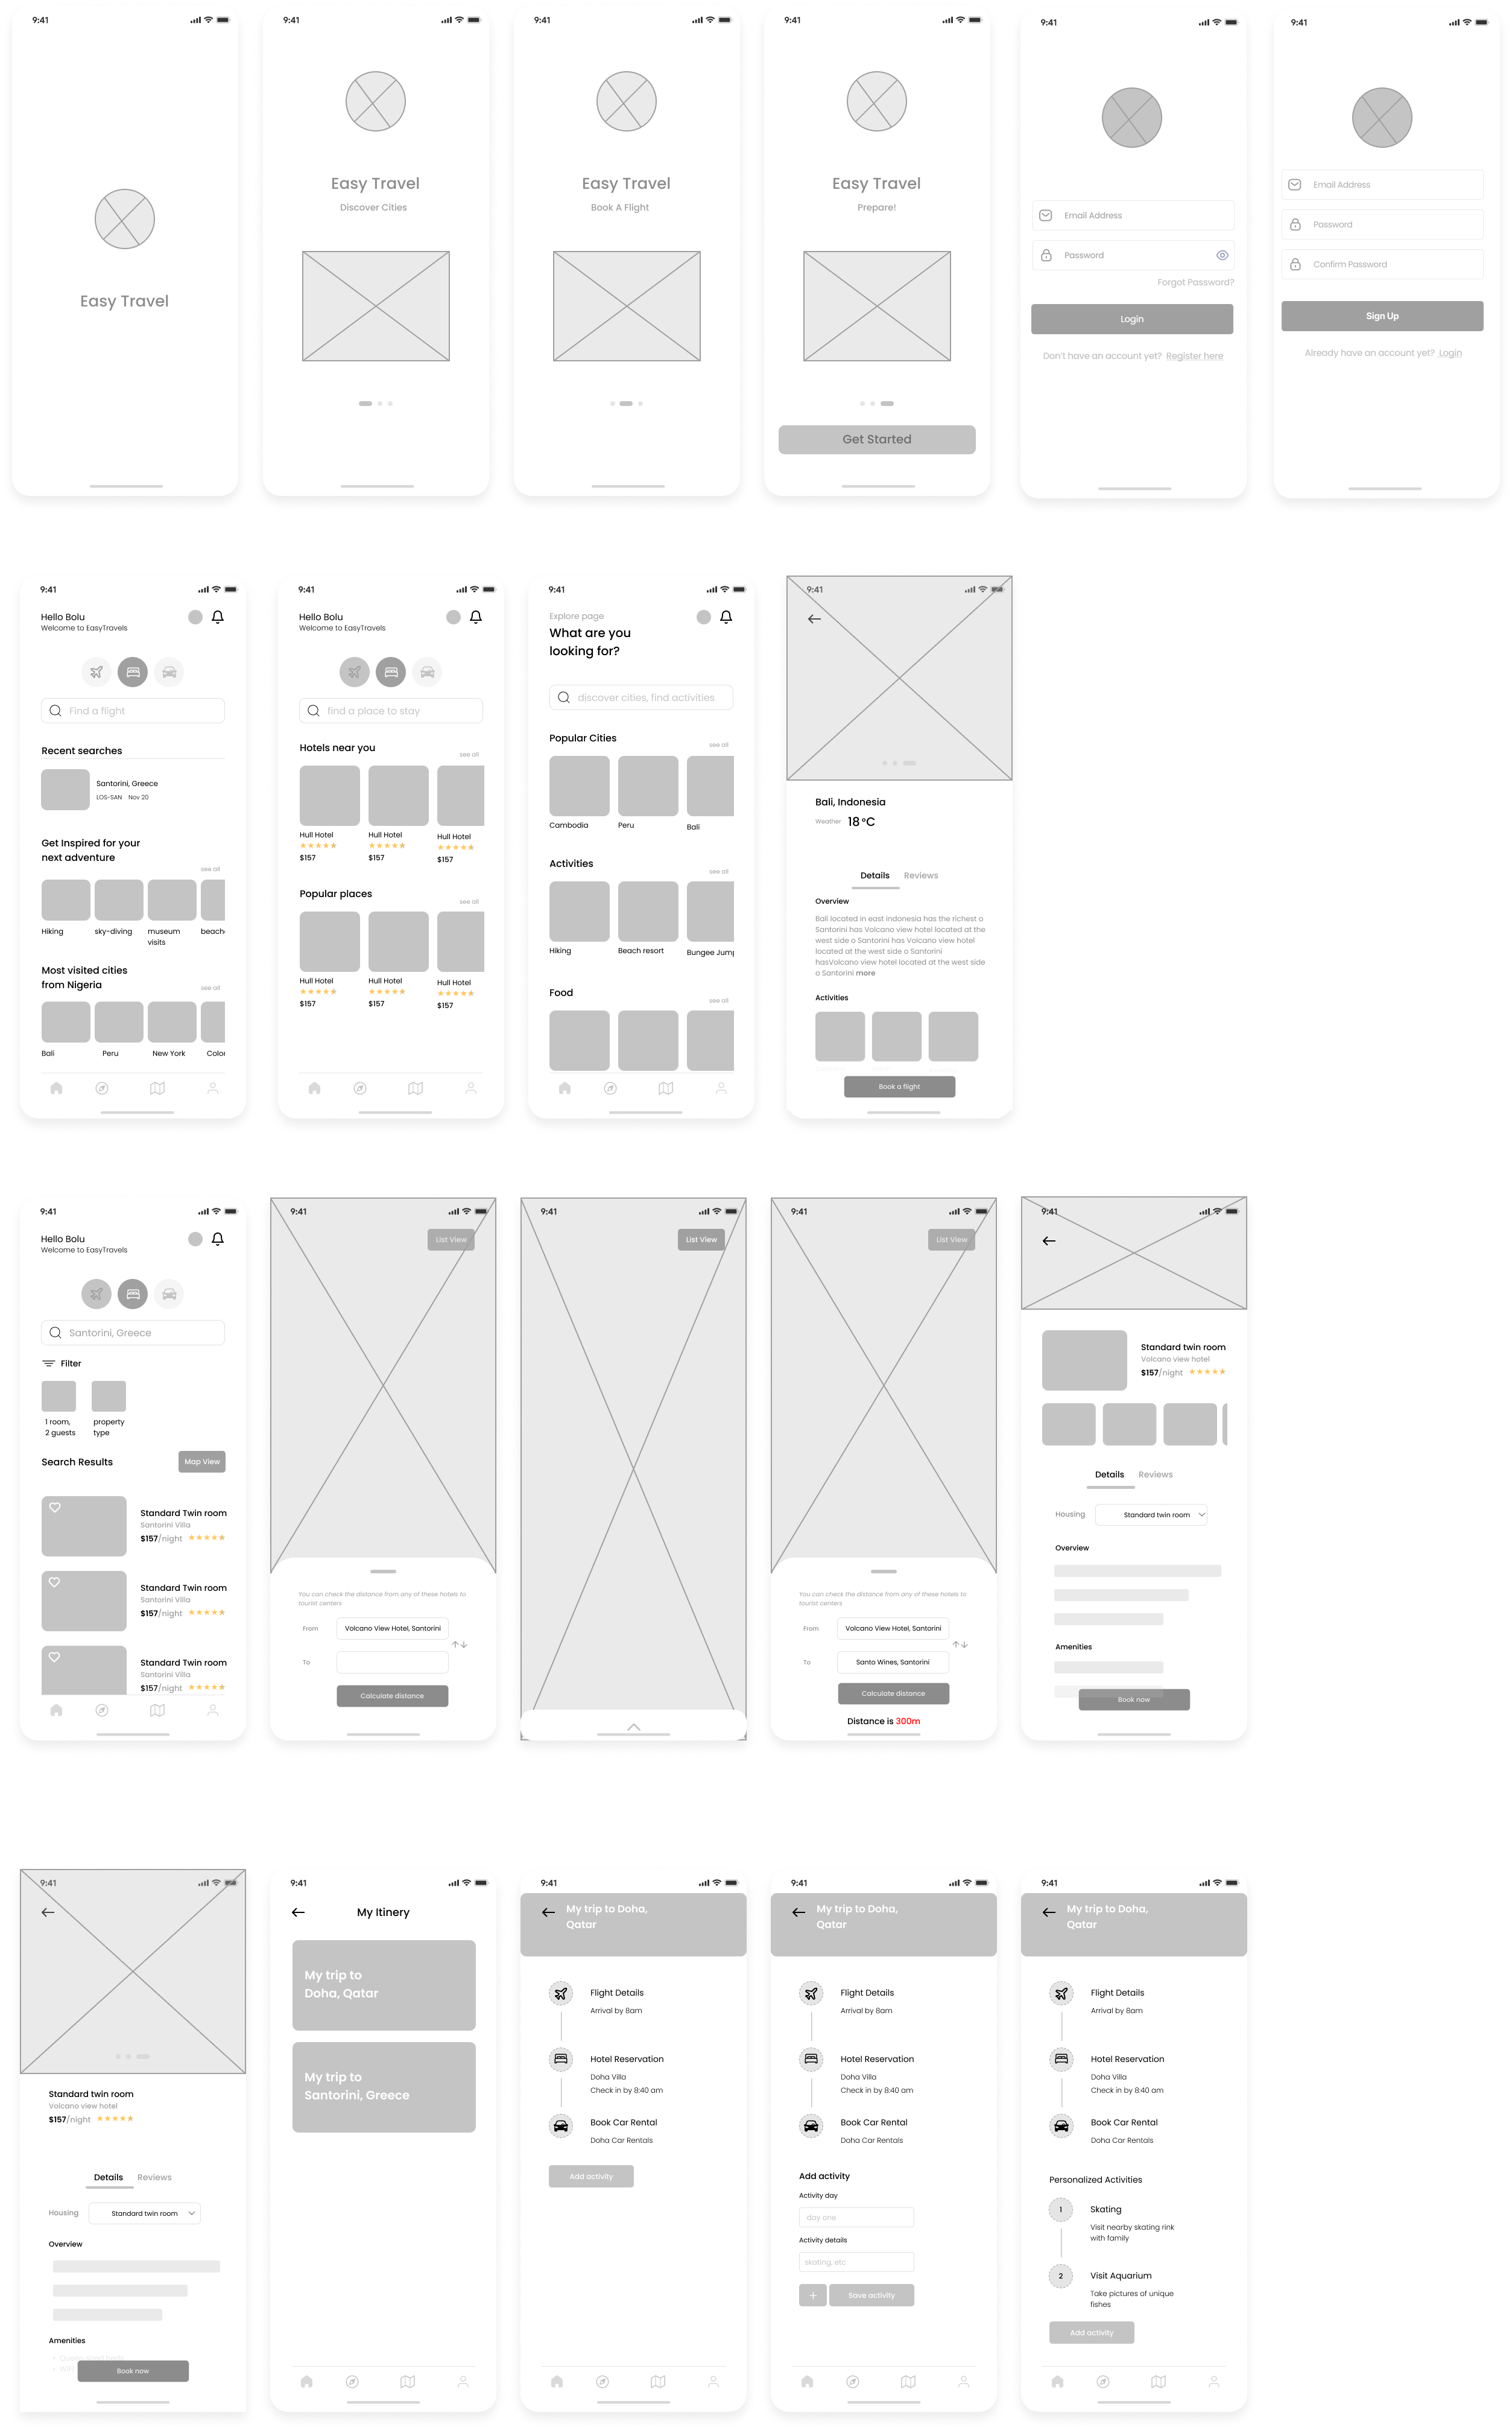 9:41
Easy Travel
9:41
Easy Travel
Discover Cities
9:41
Easy Travel
Book A Flight
9:41
Easy Travel
Prepare!
Get Started
9:41
Email Address
Password
Forgot Password?
Login
Don't have an account yet? Register here
9:41
Email Address
Password
Confirm Password
Sign Up
Already have an account yet? Login
9:41
Hello Bolu
Welcome to EasyTravels
Find a flight
Recent searches
Santorini, Greece
LOS-SAN Nov 20
Get Inspired for your
next adventure
see all
Hiking
sky-diving
museum
visits
beach
Most visited cities
from Nigeria
see all
Bali
Peru
New York
Color
9:41
Hello Bolu
Welcome to EasyTravels
find a place to stay
Hotels near you
see all
Hull Hotel
$157
Hull Hotel
$157
Hull Hotel
$157
Popular places
see all
Hull Hotel
$157
Hull Hotel
$157
Hull Hotel
$157
9:41
Explore page
What are you
looking for?
discover cities, find activities
Popular Cities
see all
Cambodia
Peru
Bali
Activities
see all
Hiking
Beach resort
Bungee Jump
Food
see all
9:41
Bali, Indonesia
Weather 18°C
Details Reviews
Overview
Bali located in east indonesia has the richest o
Santorini has Volcano view hotel located at the
west side o Santorini has Volcano view hotel
located at the west side o Santorini
hasVolcano view hotel located at the west side
o Santorini more
Activities
Book a flight
9:41
Hello Bolu
Welcome to EasyTravels
Santorini, Greece
Filter
1 room,
2 guests
property
type
Search Results
Map View
Standard Twin room
Santorini Villa
$157/night
Standard Twin room
Santorini Villa
$157/night
Standard Twin room
Santorini Villa
$157/night
9:41
List View
You can check the distance from any of these hotels to
tourist centers
From Volcano View Hotel, Santorini
To
Calculate distance
9:41
List View
9:41
List View
You can check the distance from any of these hotels to
tourist centers
From Volcano View Hotel, Santorini
To Santo Wines, Santorini
Calculate distance
Distance is 300m
9:41
Standard twin room
Volcano view hotel
$157/night
Details Reviews
Housing Standard twin room
Overview
Amenities
Book now
9:41
Standard twin room
Volcano view hotel
$157/night
Details Reviews
Housing Standard twin room
Overview
Amenities
Book now
9:41
My Itinery
My trip to
Doha, Qatar
My trip to
Santorini, Greece
9:41
My trip to Doha,
Qatar
Flight Details
Arrival by 8am
Hotel Reservation
Doha Villa
Check in by 8:40 am
Book Car Rental
Doha Car Rentals
Add activity
9:41
My trip to Doha,
Qatar
Flight Details
Arrival by 8am
Hotel Reservation
Doha Villa
Check in by 8:40 am
Book Car Rental
Doha Car Rentals
Add activity
Activity day
day one
Activity details
skating, etc
+ Save activity
9:41
My trip to Doha,
Qatar
Flight Details
Arrival by 8am
Hotel Reservation
Doha Villa
Check in by 8:40 am
Book Car Rental
Doha Car Rentals
Personalized Activities
1 Skating
Visit nearby skating rink
with family
2 Visit Aquarium
Take pictures of unique
fishes
Add activity